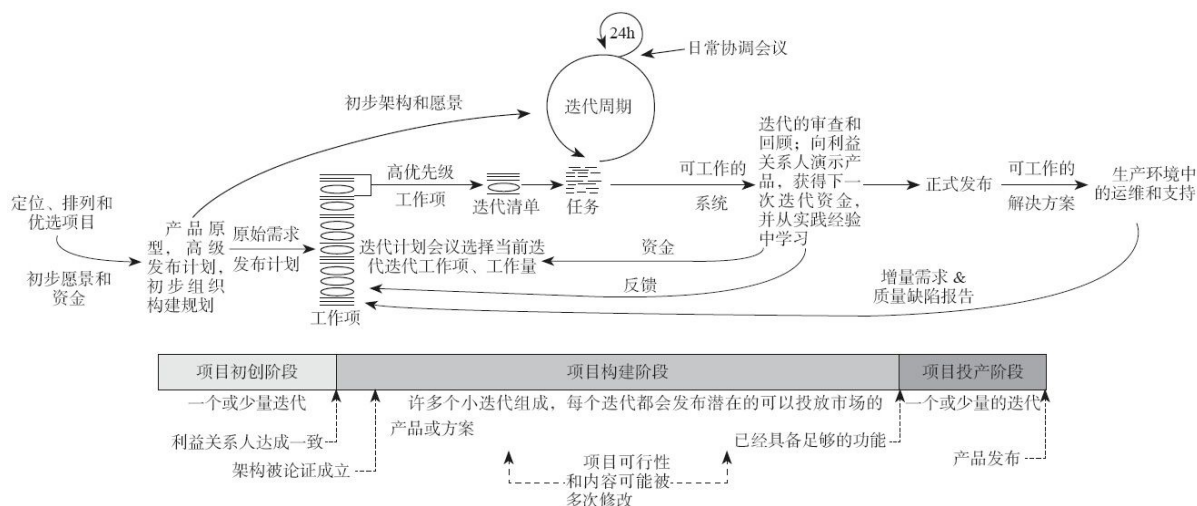 24h
日常协调会议
迭代周期
初步架构和愿景
迭代的审查和
回顾；向利益
关系人演示产
品，获得下一
次迭代资金，
并从实践经验
中学习
高优先级
工作项
迭代清单
任务
可工作的
系统
正式发布
可工作的
解决方案
生产环境中
的运维和支持
定位、排列和
优选项目
初步愿景和
资金
产品原
型，高级
发布计划，
初步组织
构建规划
原始需求
发布计划
迭代计划会议选择当前迭
代迭代工作项、工作量
资金
反馈
增量需求 &
质量缺陷报告
工作项
项目初创阶段
项目构建阶段
项目投产阶段
一个或少量迭代
许多个小迭代组成，每个迭代都会发布潜在的可以投放市场的
产品或方案
一个或少量的迭代
利益关系人达成一致
已经具备足够的功能
架构被论证成立
项目可行性
和内容可能被
多次修改
产品发布